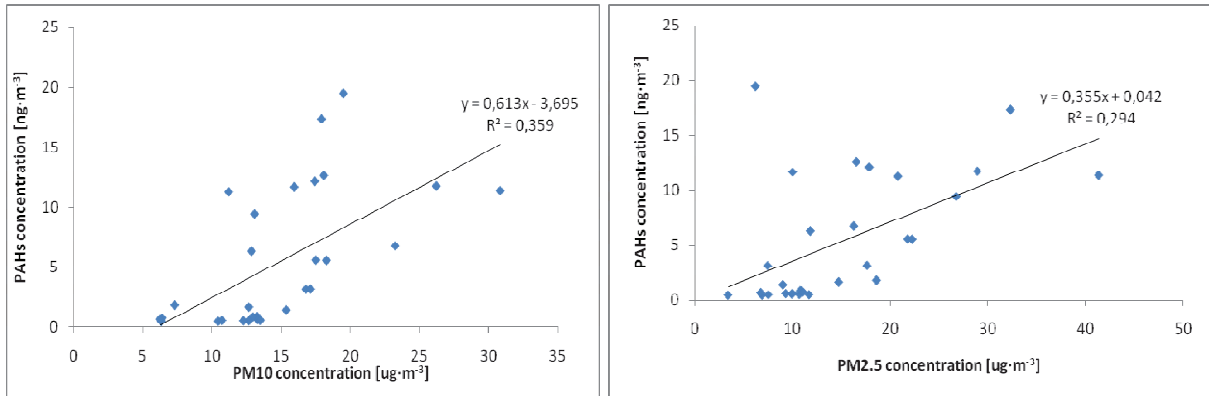 25
20
15
10
5
0
PAHs concentration [ng·m⁻³]
y = 0,613x - 3,695
R² = 0,359
0 5 10 15 20 25 30 35
PM10 concentration [ug·m⁻³]
25
20
15
10
5
0
PAHs concentration [ng·m⁻³]
y = 0,355x + 0,042
R² = 0,294
0 10 20 30 40 50
PM2.5 concentration [ug·m⁻³]